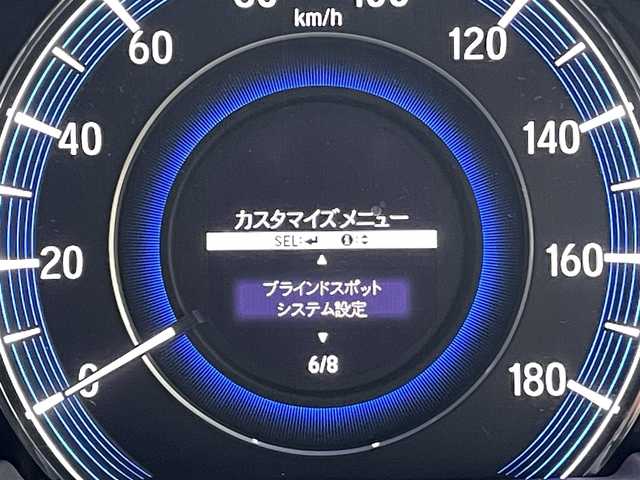 km/h
60
120
40
140
カスタマイズメニュー
SEL:↵ ⓘ:
20
160
▲
ブラインドスポット
システム設定
▼
6/8
0
180